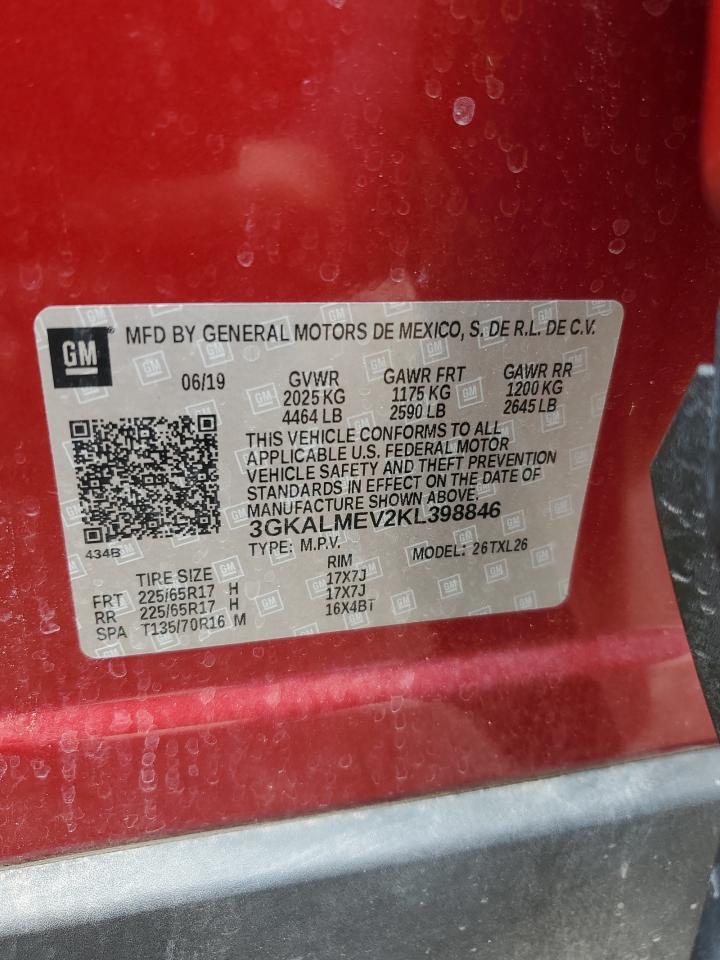 GM® MFD BY GENERAL MOTORS DE MEXICO, S. DE R.L. DE C.V.
06/19 GVWR GAWR FRT GAWR RR
2025 KG 1175 KG 1200 KG
4464 LB 2590 LB 2645 LB
THIS VEHICLE CONFORMS TO ALL
APPLICABLE U.S. FEDERAL MOTOR
VEHICLE SAFETY AND THEFT PREVENTION
STANDARDS IN EFFECT ON THE DATE OF
MANUFACTURE SHOWN ABOVE.
3GKALMEV2KL398846
434B
TYPE: M.P.V. MODEL: 26TXL26
TIRE SIZE RIM
FRT 225/65R17 H 17X7J
RR 225/65R17 H 17X7J
SPA T135/70R16 M 16X4BT